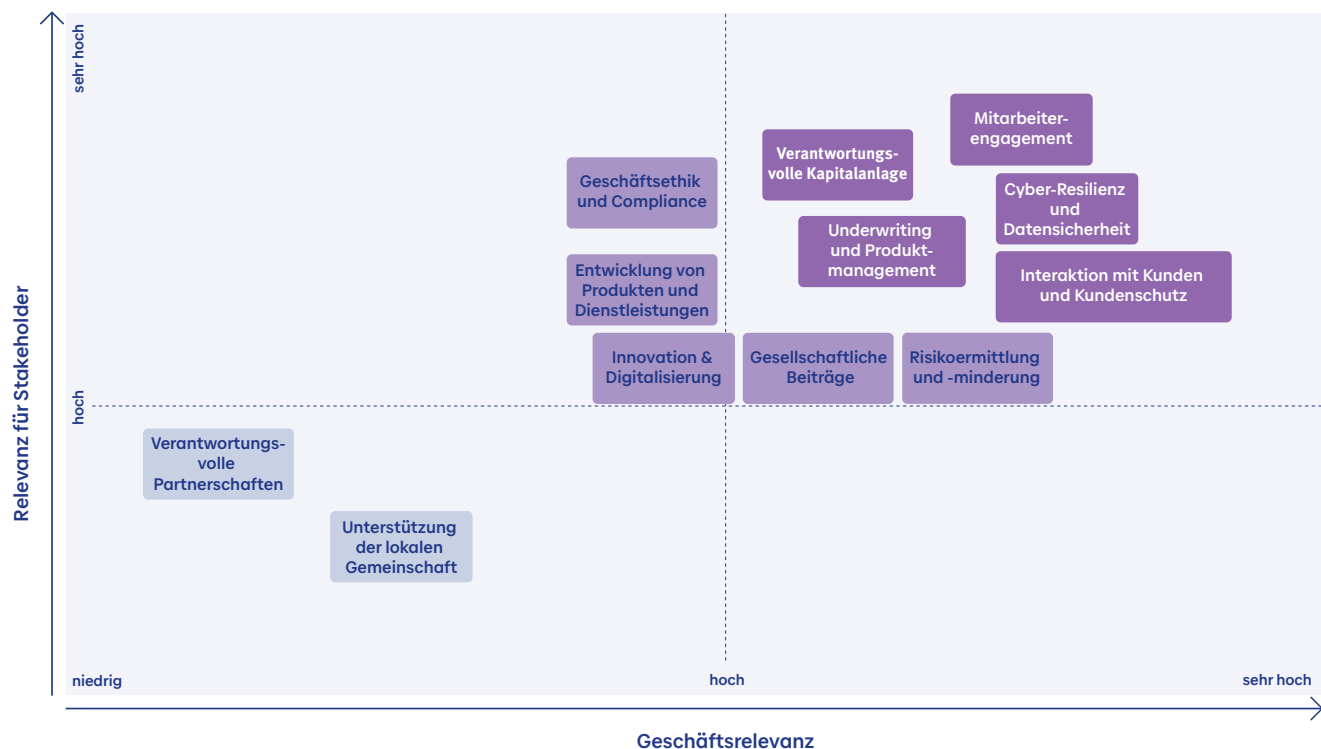 sehr hoch
Mitarbeiter-
engagement
Verantwortungs-
volle Kapitalanlage
Geschäftsethik
und Compliance
Cyber-Resilienz
und
Datensicherheit
Underwriting
und Produkt-
management
Entwicklung von
Produkten und
Dienstleistungen
Interaktion mit Kunden
und Kundenschutz
Innovation &
Digitalisierung
Gesellschaftliche
Beiträge
Risikoermittlung
und -minderung
Relevanz für Stakeholder
hoch
Verantwortungs-
volle
Partnerschaften
Unterstützung
der lokalen
Gemeinschaft
niedrig
hoch
sehr hoch
Geschäftsrelevanz